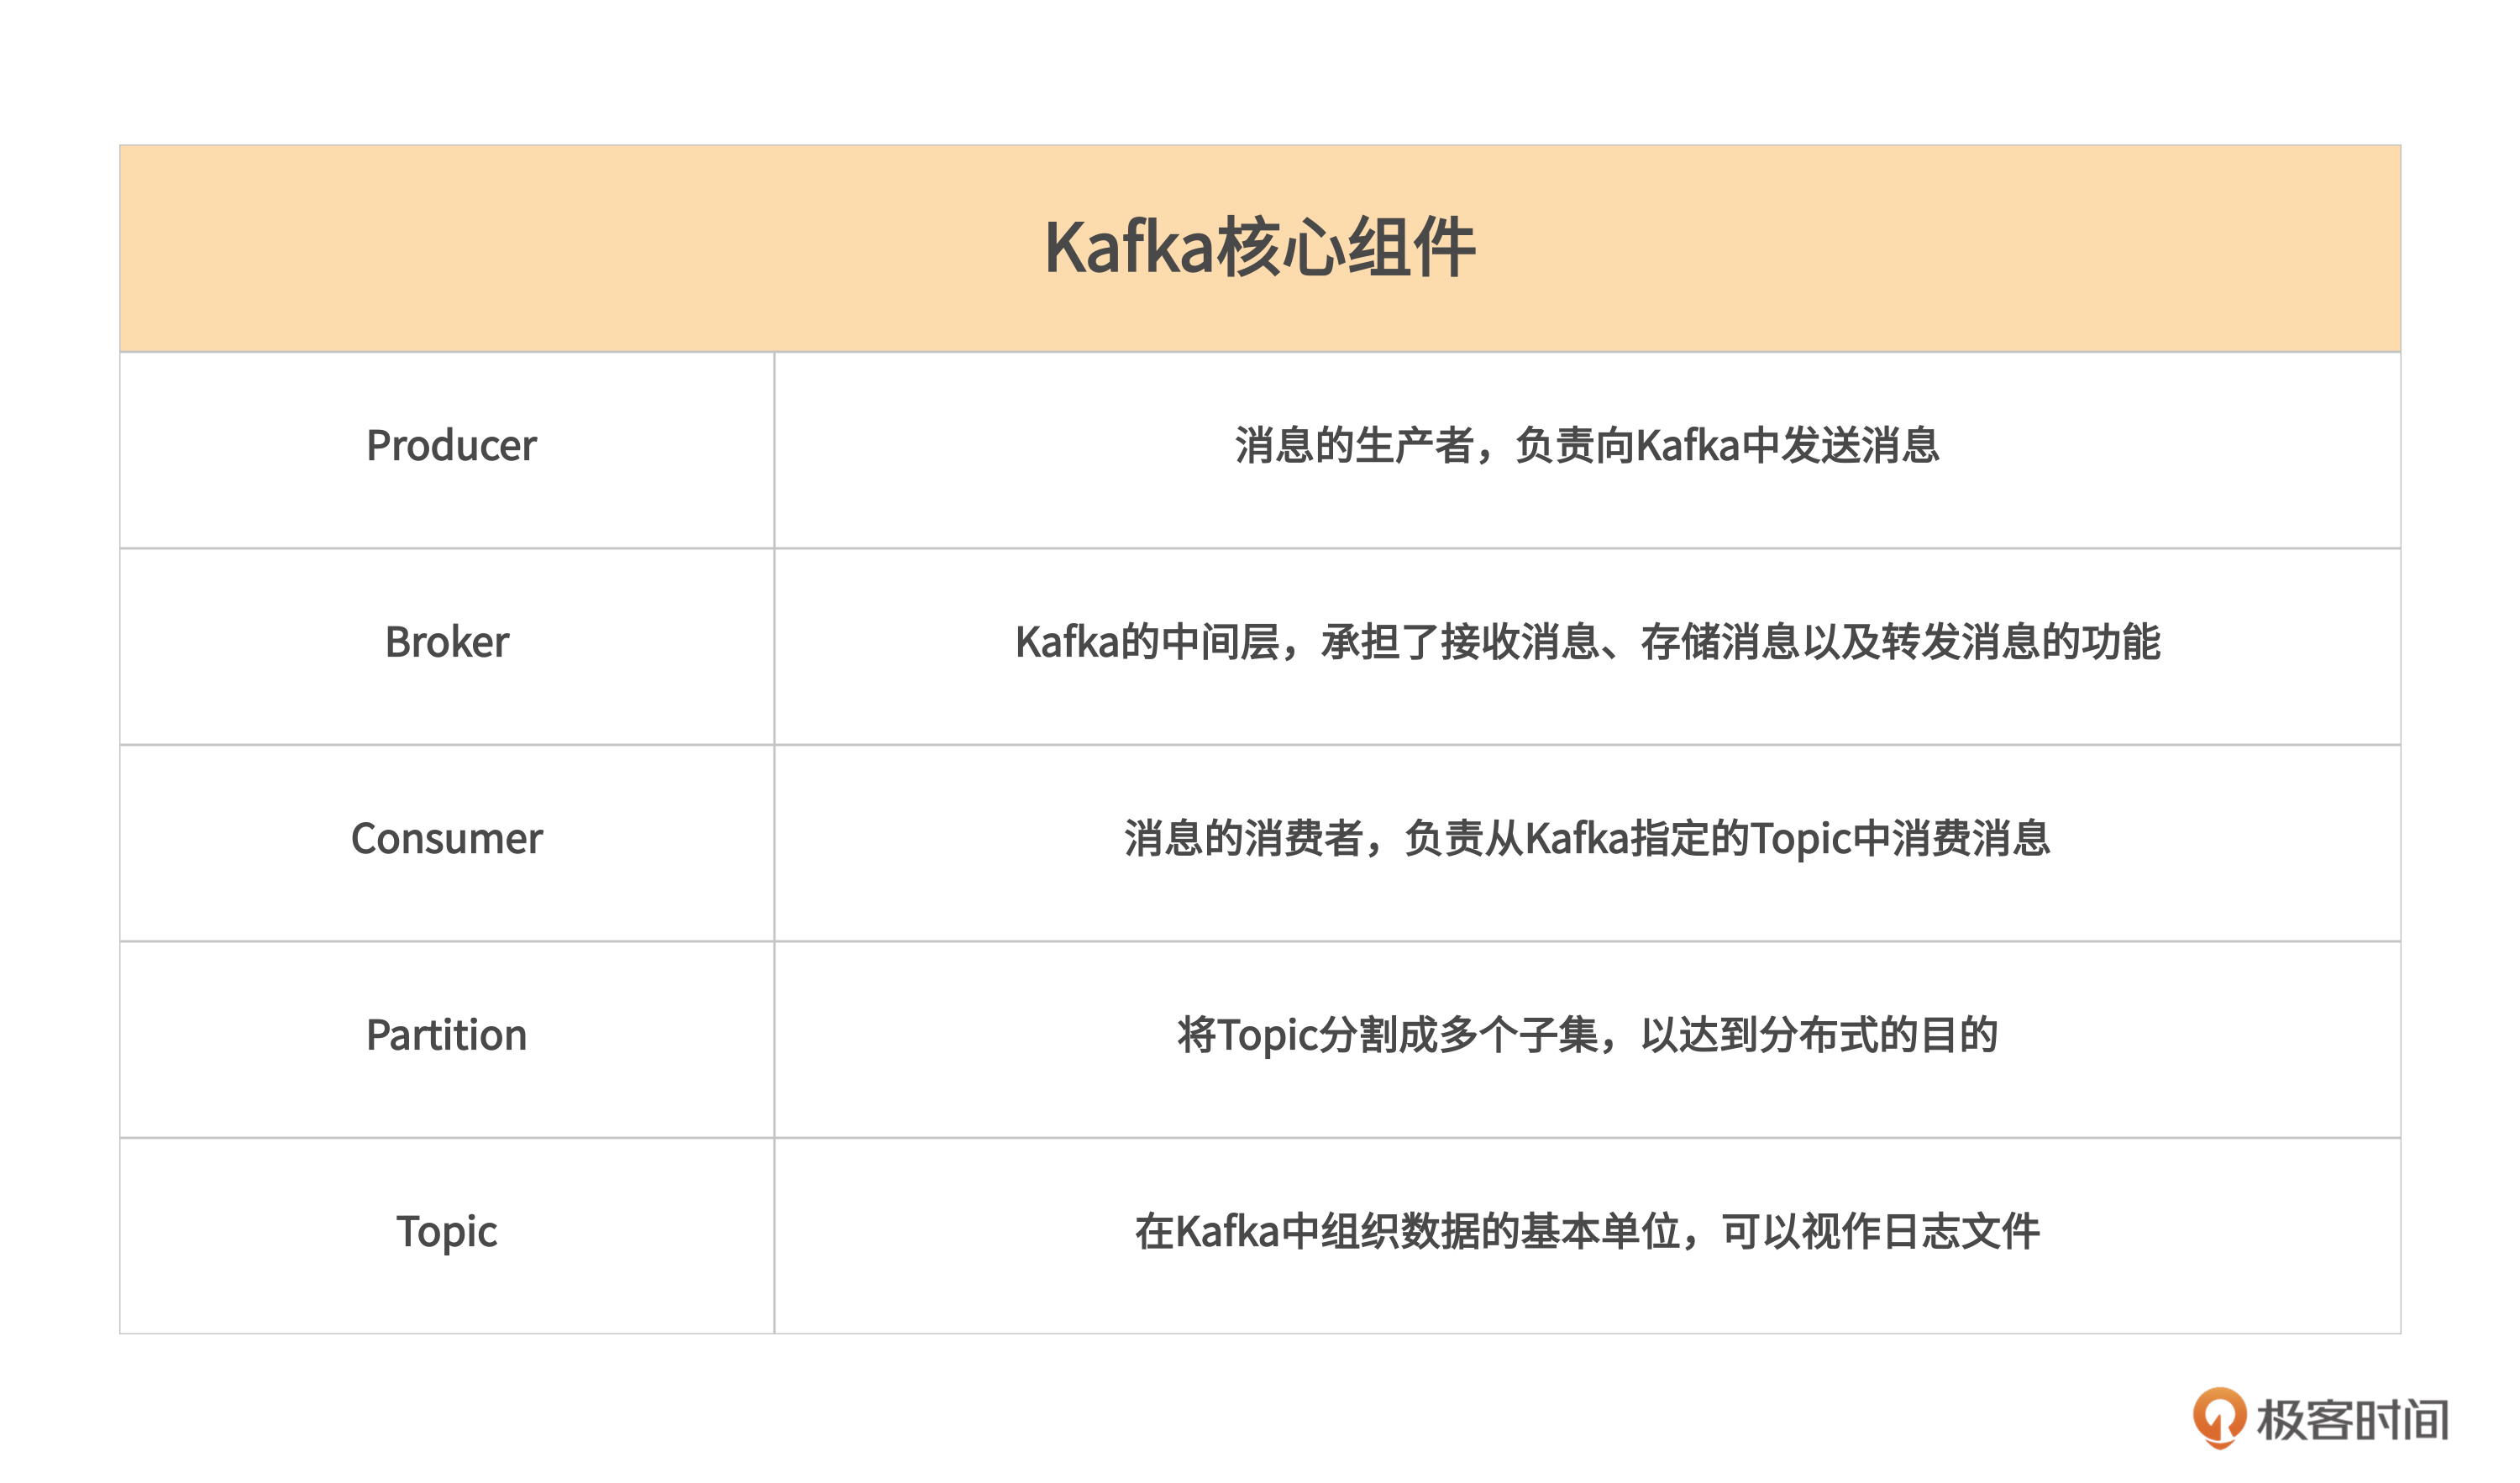 Kafka核心组件
Producer
消息的生产者，负责向Kafka中发送消息
Broker
Kafka的中间层，承担了接收消息、存储消息以及转发消息的功能
Consumer
消息的消费者，负责从Kafka指定的Topic中消费消息
Partition
将Topic分割成多个子集，以达到分布式的目的
Topic
在Kafka中组织数据的基本单位，可以视作日志文件
极客时间